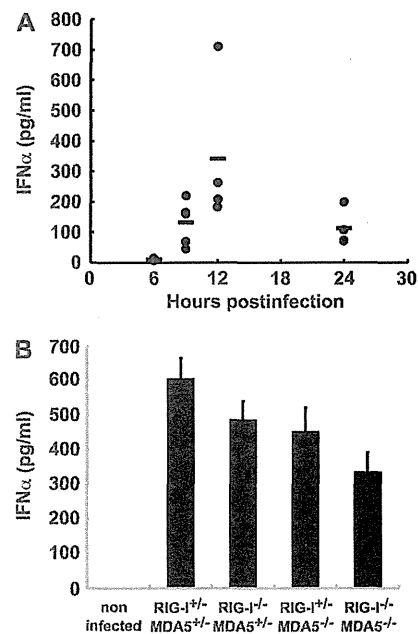 A
IFNα (pg/ml)
800
700
600
500
400
300
200
100
0
0 6 12 18 24 30
Hours postinfection
B
IFNα (pg/ml)
700
600
500
400
300
200
100
0
non infected
RIG-I+/- MDA5+/-
RIG-I-/- MDA5+/-
RIG-I+/- MDA5-/-
RIG-I-/- MDA5-/-